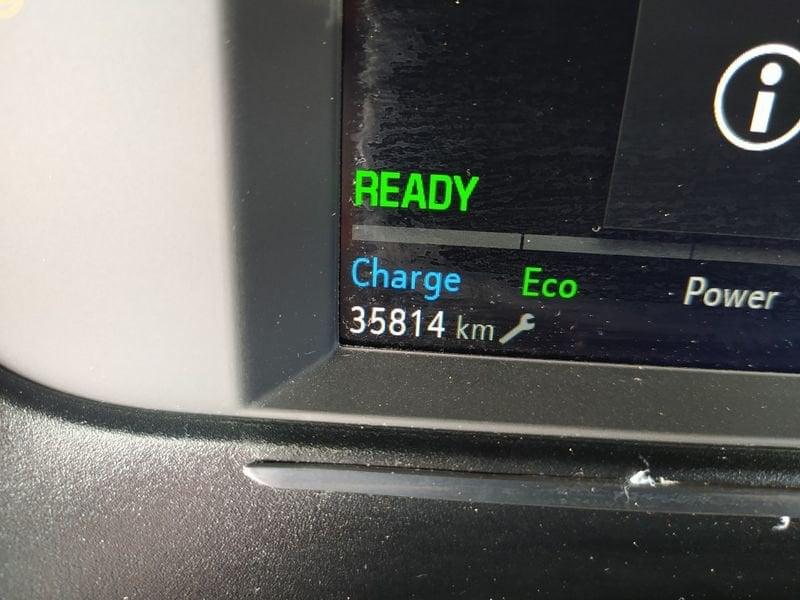 READY
Charge Eco Power
35814 km